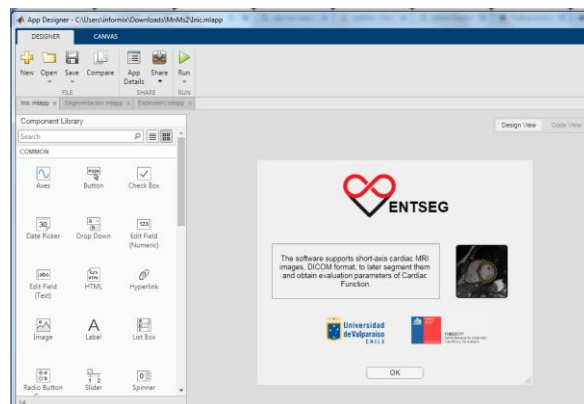 App Designer - C:\Users\informix\Downloads\MnMs2\Inic.mlapp
DESIGNER CANVAS
New Open Save Compare App Details Share Run
FILE SHARE RUN
Inic.mlapp × Segmentacion.mlapp ×
Component Library
Search
Design View Code View
COMMON
Axes Button Check Box
Date Picker Drop Down Edit Field (Numeric)
Edit Field (Text) HTML Hyperlink
Image Label List Box
Radio Button Slider Spinner
VENTSEG
The software supports short-axis cardiac MRI
images, DICOM format, to later segment them
and obtain evaluation parameters of Cardiac
Function.
Universidad
de Valparaíso
CHILE
FONDECYT
OK